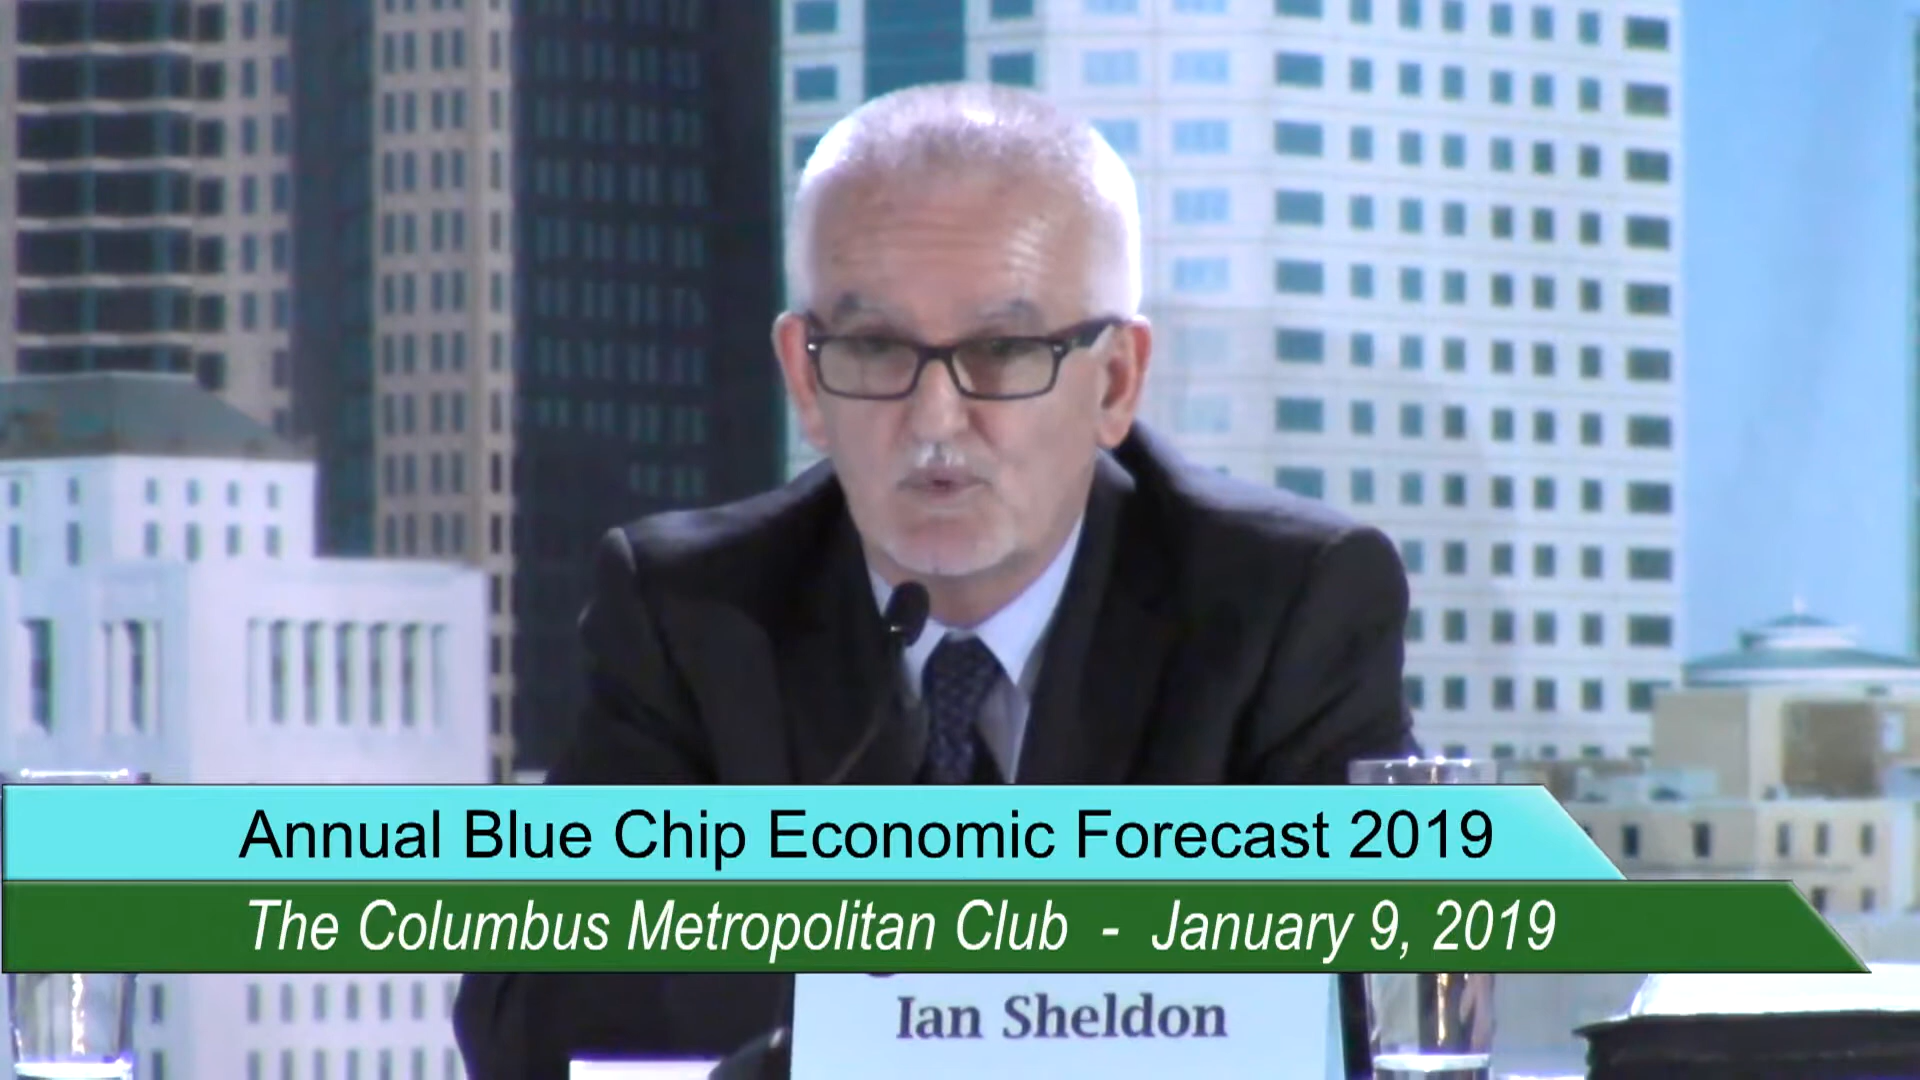 Annual Blue Chip Economic Forecast 2019
The Columbus Metropolitan Club - January 9, 2019
Ian Sheldon